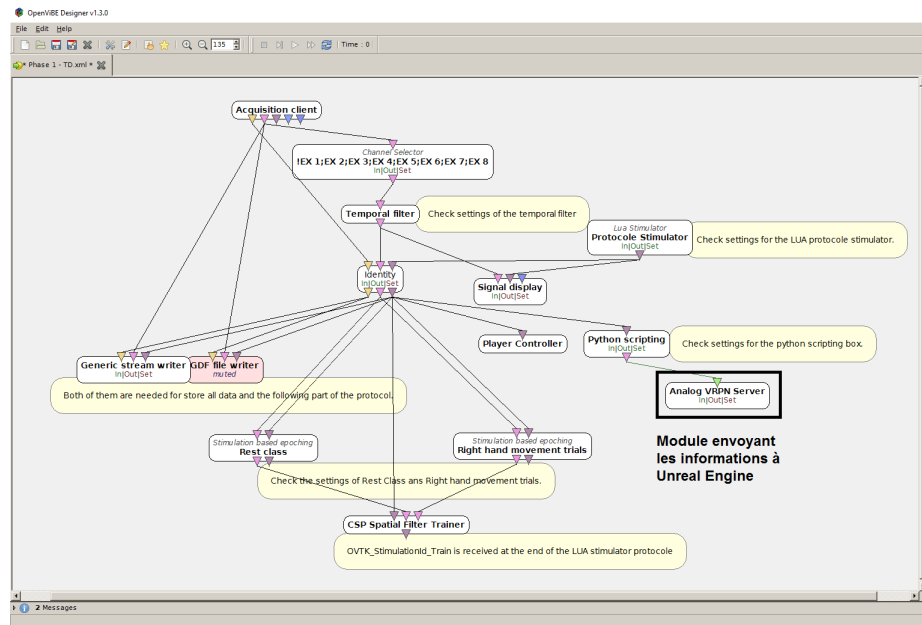 OpenViBE Designer v1.3.0
File Edit Help
135
Time : 0
* Phase 1 - TD.xml *
Acquisition client
Channel Selector
!EX 1;EX 2;EX 3;EX 4;EX 5;EX 6;EX 7;EX 8
In|Out|Set
Temporal filter
Check settings of the temporal filter
Lua Stimulator
Protocole Stimulator
In|Out|Set
Check settings for the LUA protocole stimulator.
Identity
In|Out|Set
Signal display
In|Out|Set
Player Controller
Python scripting
In|Out|Set
Check settings for the python scripting box.
Generic stream writer
In|Out|Set
GDF file writer
muted
Both of them are needed for store all data and the following part of the protocol.
Analog VRPN Server
In|Out|Set
Module envoyant
les informations à
Unreal Engine
Stimulation based epoching
Rest class
Stimulation based epoching
Right hand movement trials
Check the settings of Rest Class ans Right hand movement trials.
CSP Spatial Filter Trainer
OVTK_StimulationId_Train is received at the end of the LUA stimulator protocole
2 Messages